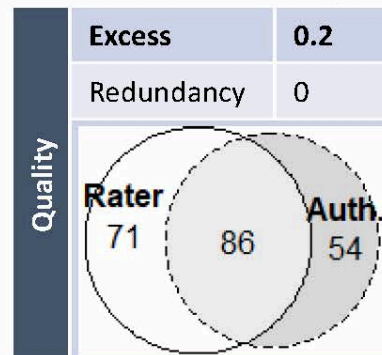 Quality
Excess 0.2
Redundancy 0
Rater Auth.
71 86 54